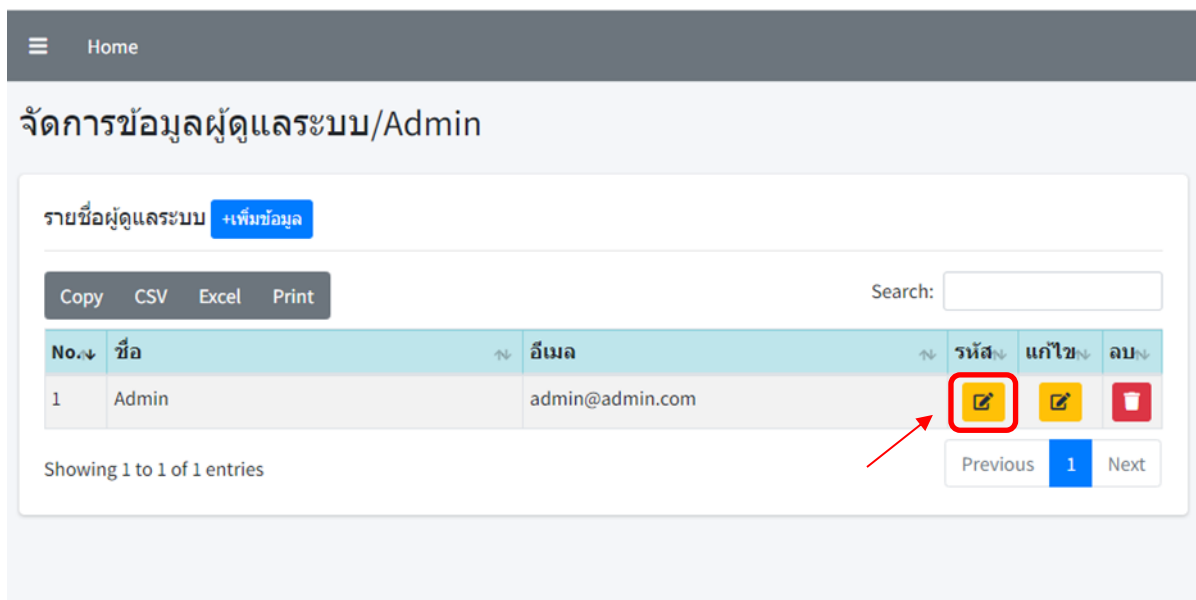 Home
จัดการข้อมูลผู้ดูแลระบบ/Admin
รายชื่อผู้ดูแลระบบ +เพิ่มข้อมูล
Copy CSV Excel Print Search:
No. ชื่อ อีเมล รหัส แก้ไข ลบ
1 Admin admin@admin.com
Showing 1 to 1 of 1 entries Previous 1 Next